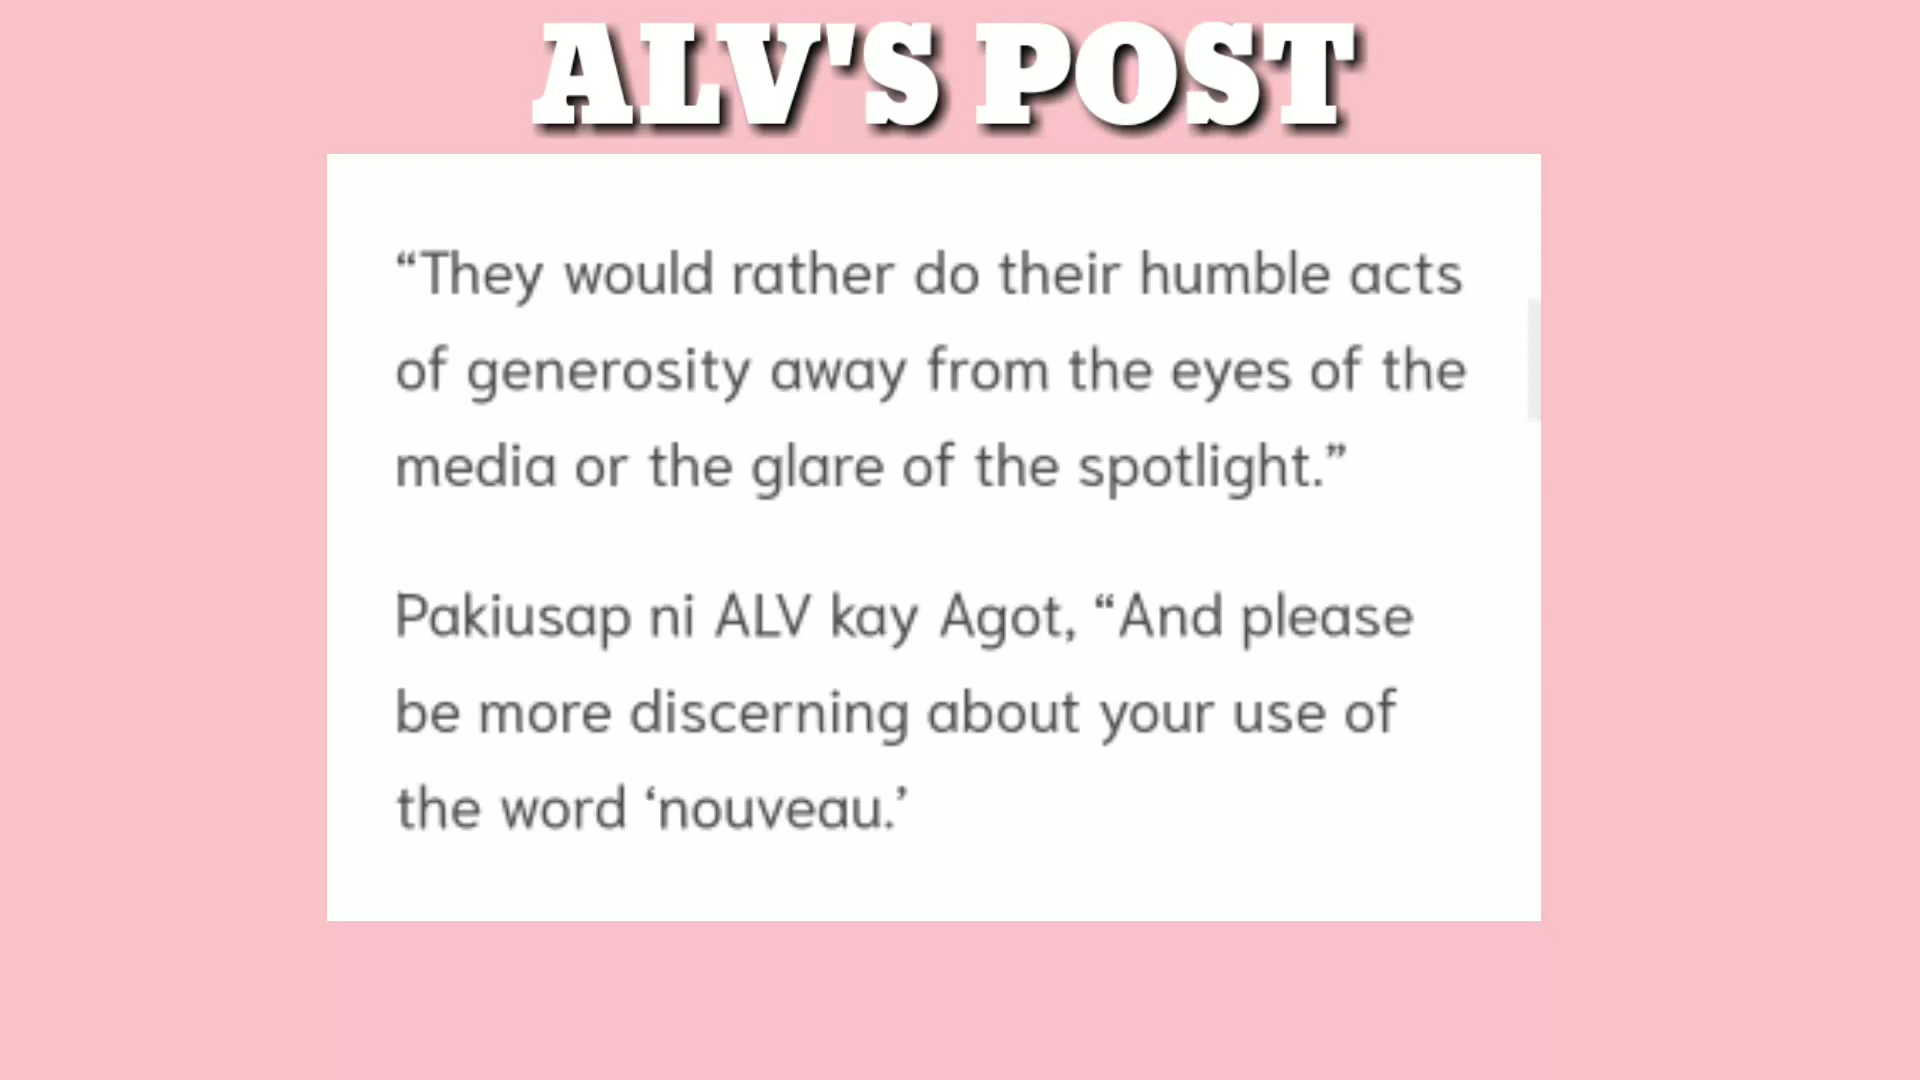 ALV'S POST
“They would rather do their humble acts
of generosity away from the eyes of the
media or the glare of the spotlight.”
Pakiusap ni ALV kay Agot, “And please
be more discerning about your use of
the word ‘nouveau.’